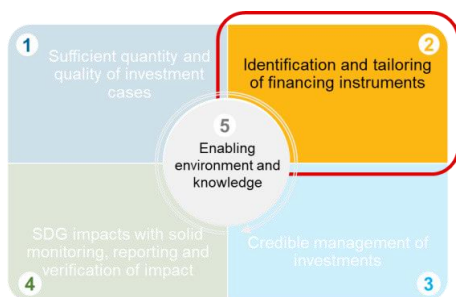 1
Sufficient quantity and
quality of investment
cases
2
Identification and tailoring
of financing instruments
5
Enabling
environment and
knowledge
SDG impacts with solid
monitoring, reporting and
verification of impact
4
Credible management of
investments
3